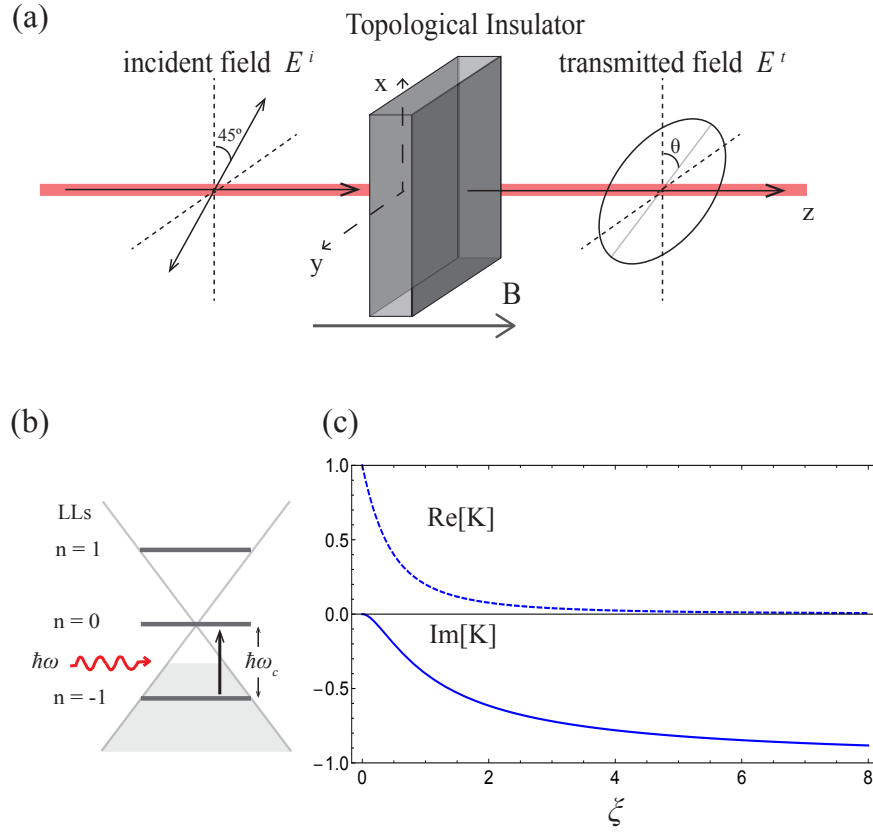 (a)
Topological Insulator
incident field E^i
transmitted field E^t
x
45º
θ
z
y
B
(b)
(c)
LLs
n = 1
n = 0
ħω
ħω_c
n = -1
1.0
0.5
0.0
−0.5
−1.0
Re[K]
Im[K]
0
2
4
6
8
ξ